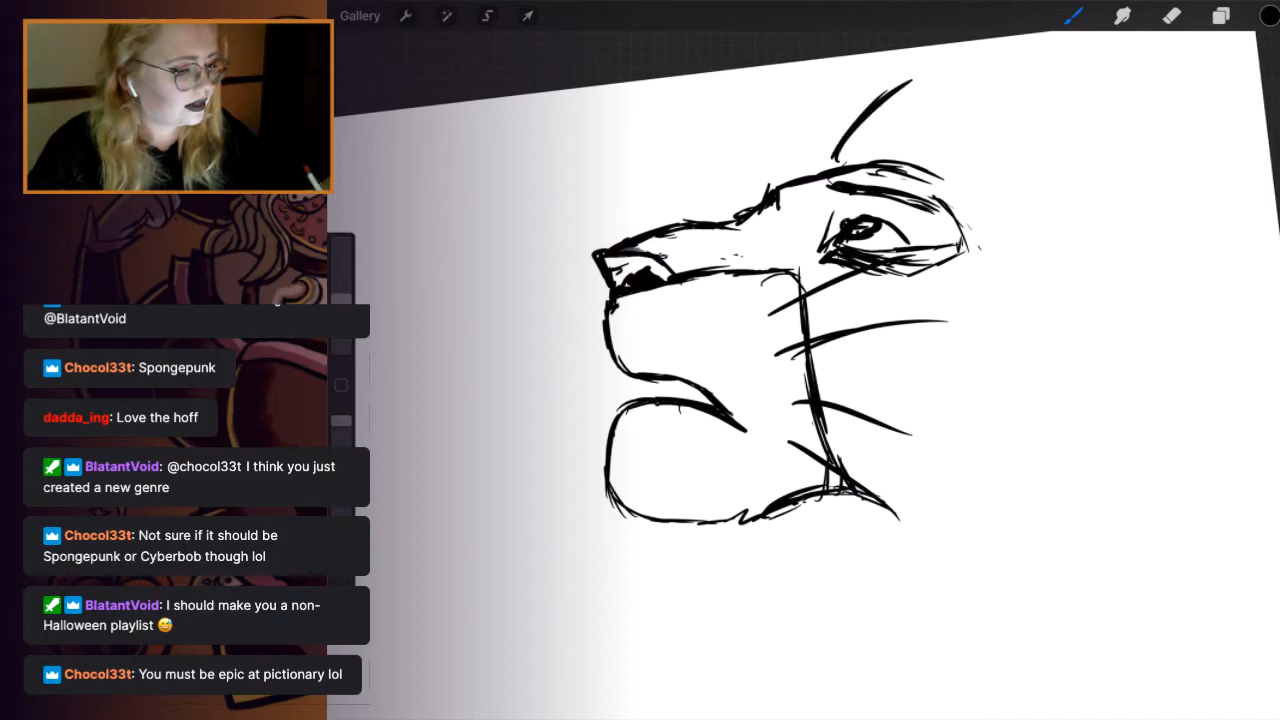 Gallery
@BlatantVoid
Chocol33t: Spongepunk
dadda_ing: Love the hoff
BlatantVoid: @chocol33t I think you just
created a new genre
Chocol33t: Not sure if it should be
Spongepunk or Cyberbob though lol
BlatantVoid: I should make you a non-
Halloween playlist 😅
Chocol33t: You must be epic at pictionary lol